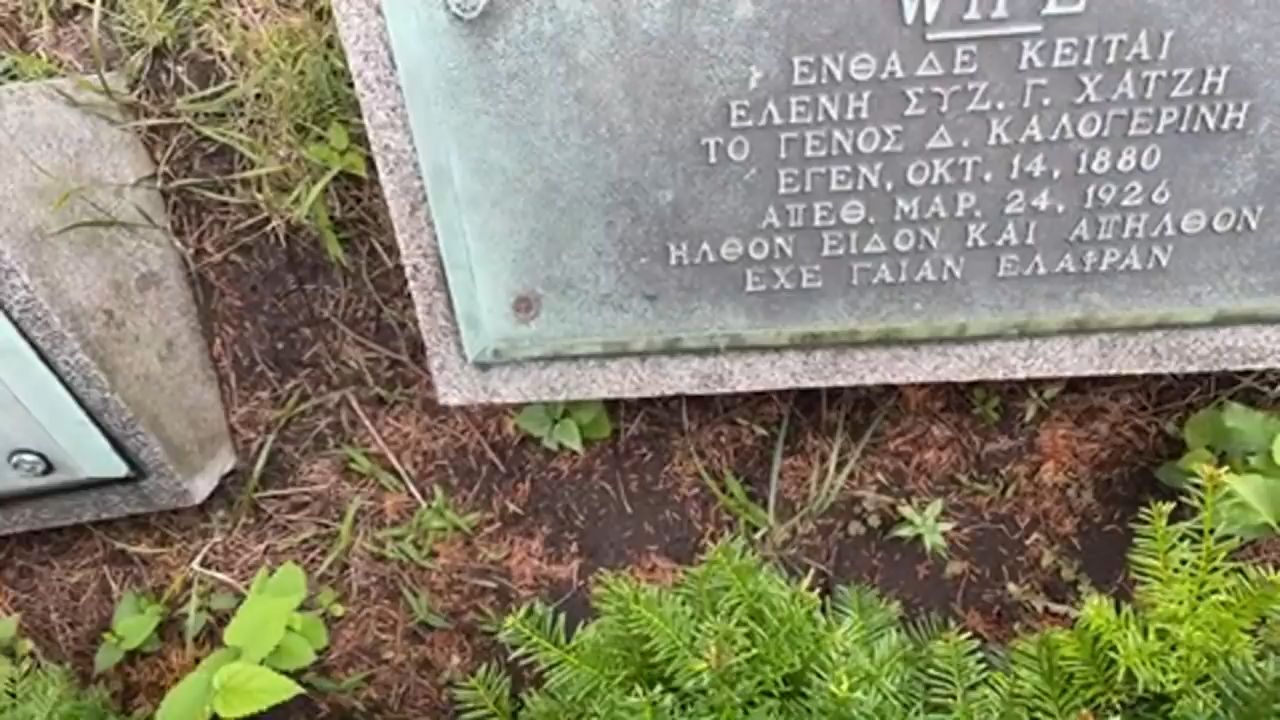 WIFE
ΕΝΘΑΔΕ ΚΕΙΤΑΙ
ΕΛΕΝΗ ΣΥΖ. Γ. ΧΑΤΖΗ
ΤΟ ΓΕΝΟΣ Δ. ΚΑΛΟΓΕΡΙΝΗ
ΕΓΕΝ. ΟΚΤ. 14, 1880
ΑΠΕΘ. ΜΑΡ. 24, 1926
ΗΛΘΟΝ ΕΙΔΟΝ ΚΑΙ ΑΠΗΛΘΟΝ
ΕΧΕ ΓΑΙΑΝ ΕΛΑΦΡΑΝ